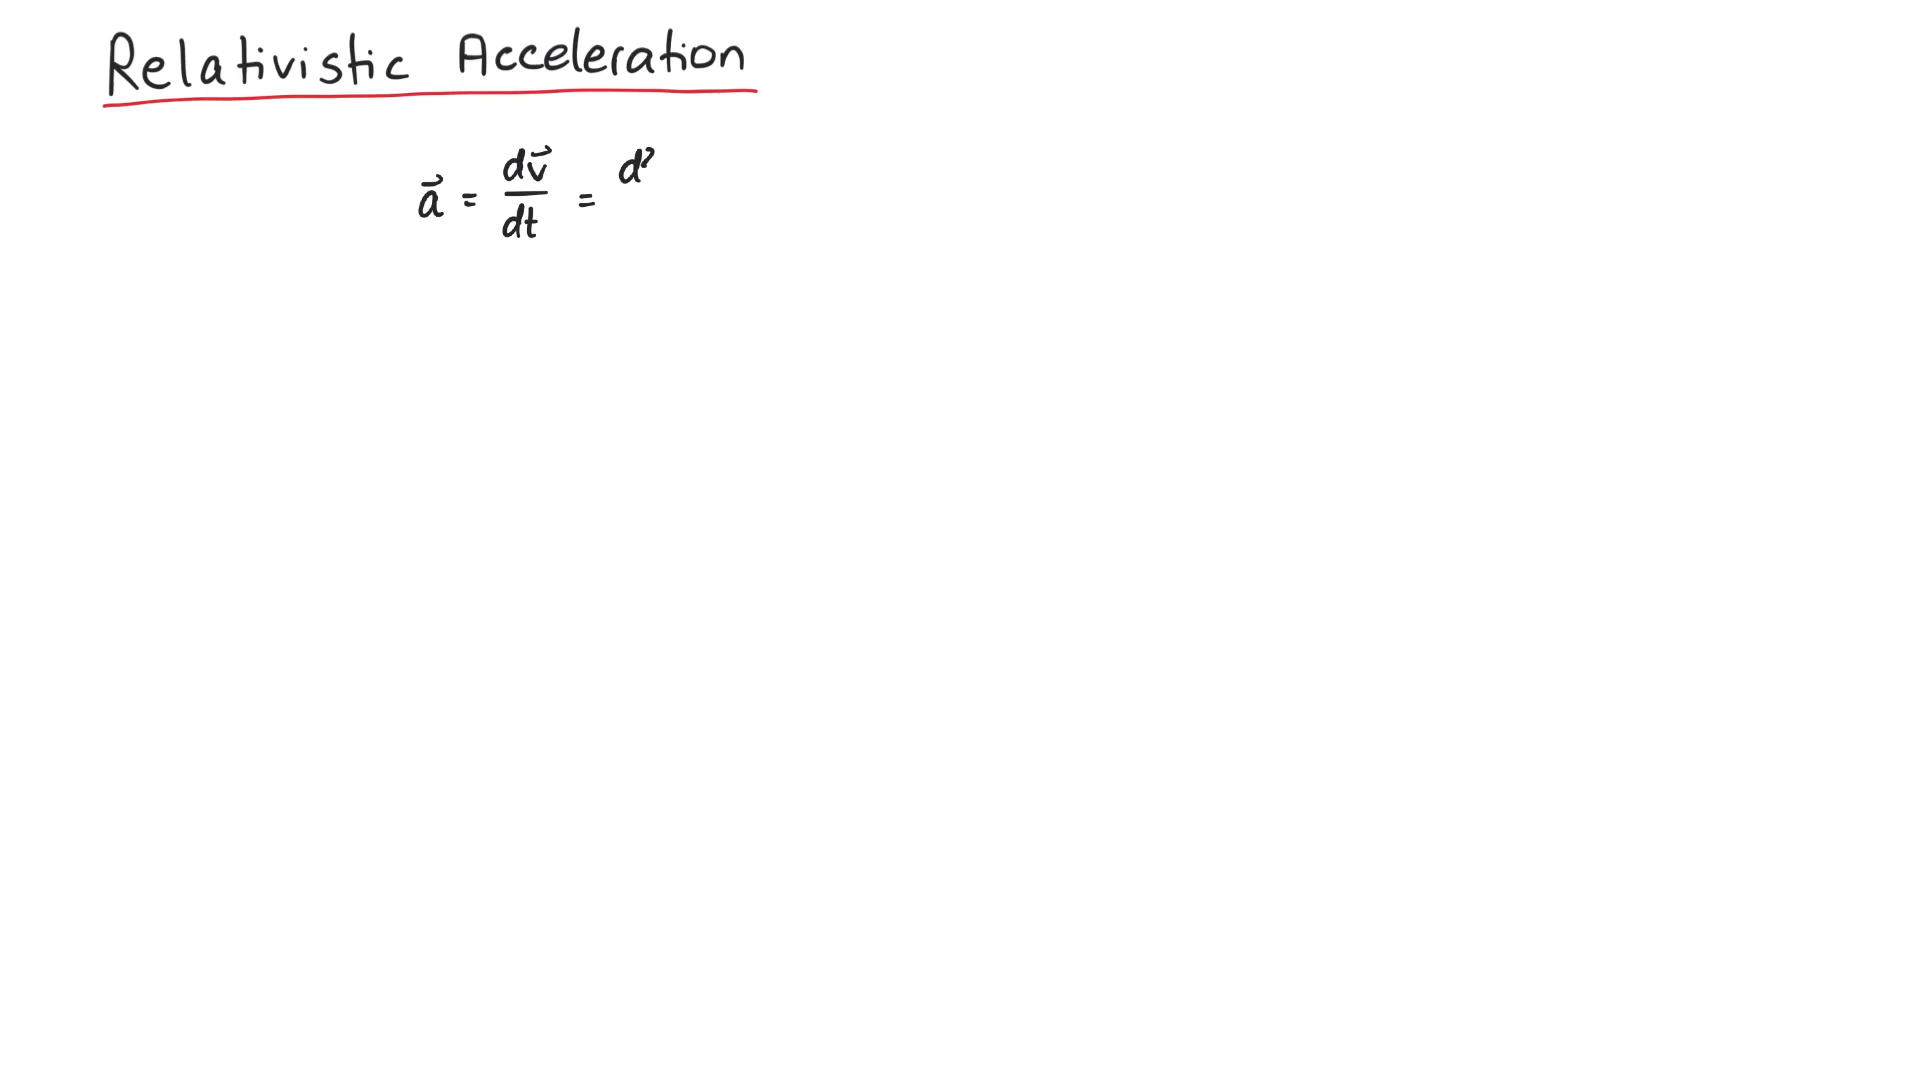 Relativistic Acceleration
a⃗ = dv⃗/dt = d²